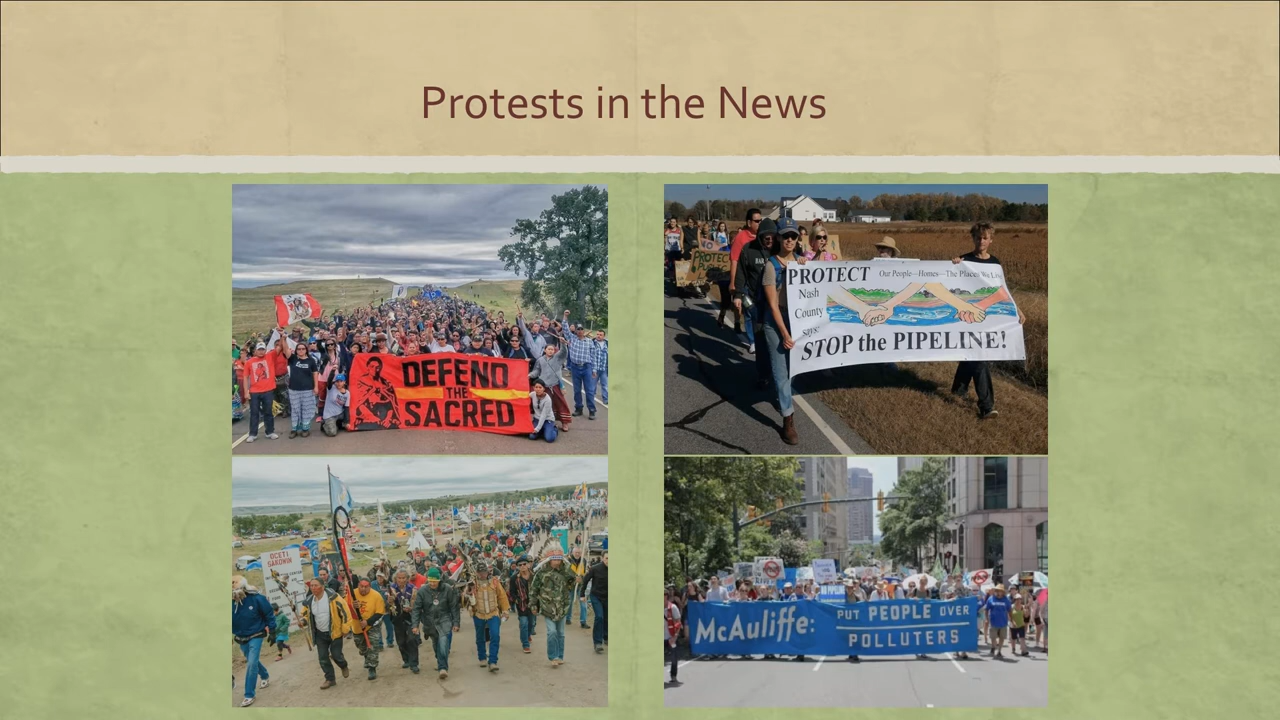 Protests in the News
DEFEND
THE
SACRED
PROTECT Our People-Homes-The Places We Live
Nash
County
says:
STOP the PIPELINE!
PROTECT
OCETI
SAKOWIN
McAuliffe: PUT PEOPLE OVER
POLLUTERS